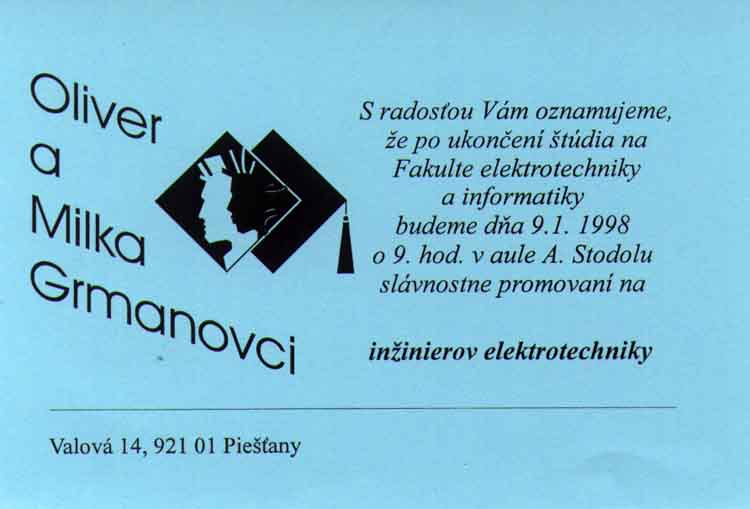 Oliver
a
Milka
Grmanovci
S radosťou Vám oznamujeme,
že po ukončení štúdia na
Fakulte elektrotechniky
a informatiky
budeme dňa 9.1. 1998
o 9. hod. v aule A. Stodolu
slávnostne promovaní na
inžinierov elektrotechniky
Valová 14, 921 01 Piešťany